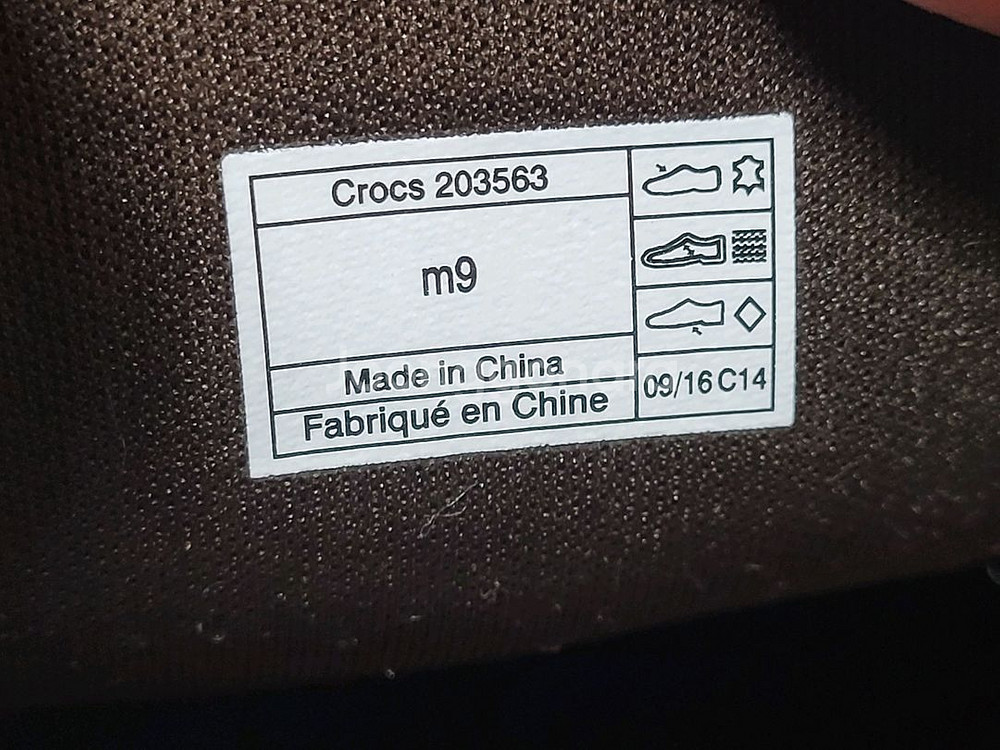 Crocs 203563
m9
Made in China
Fabriqué en Chine
09/16 C14